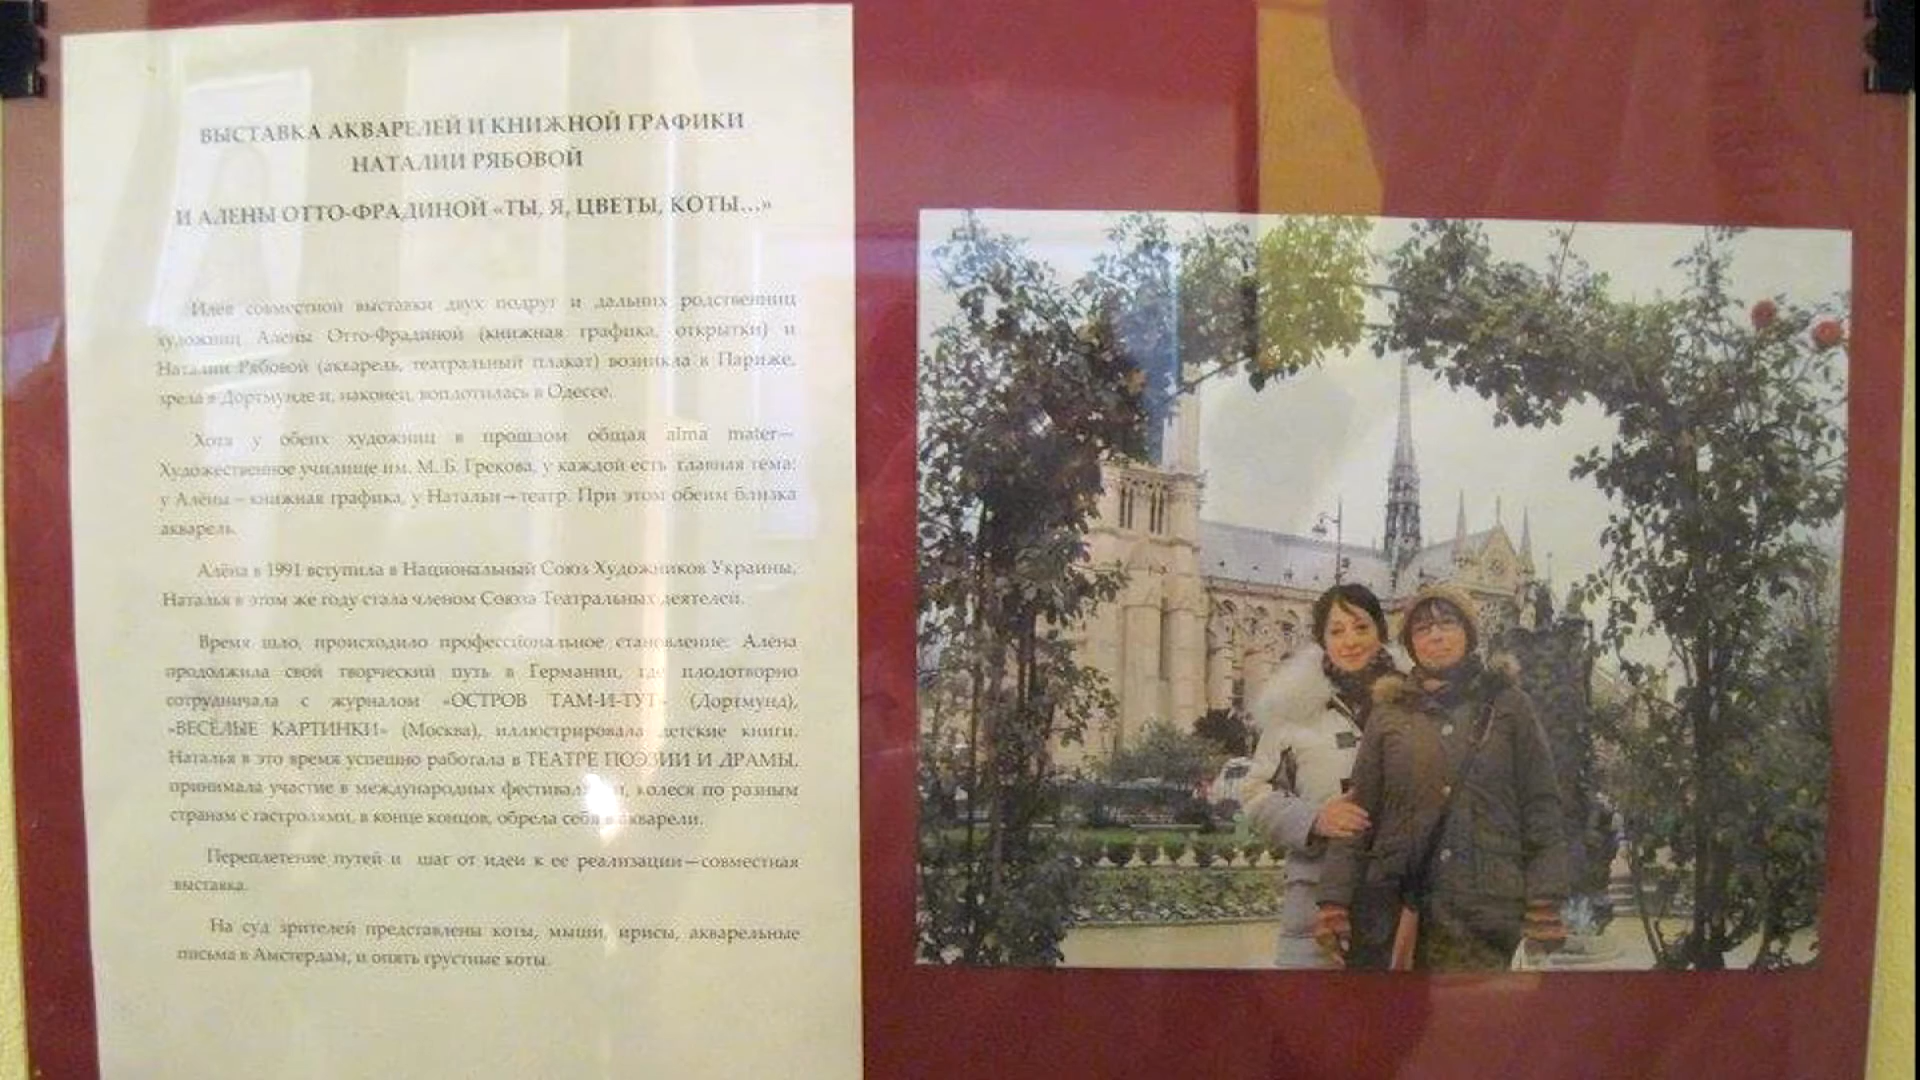 ВЫСТАВКА АКВАРЕЛЕЙ И КНИЖНОЙ ГРАФИКИ
НАТАЛИИ РЯБОВОЙ
И АЛЕНЫ ОТТО-ФРАДИНОЙ «ТЫ, Я, ЦВЕТЫ, КОТЫ...»
Идея совместной выставки двух подруг и дальних родственниц
художниц Алены Отто-Фрадиной (книжная графика, открытки) и
Наталии Рябовой (акварель, театральный плакат) возникла в Париже,
зрела в Дортмунде и, наконец, воплотилась в Одессе.
Хотя у обеих художниц в прошлом общая alma mater—
Художественное училище им. М. Б. Грекова, у каждой есть главная тема:
у Алёны – книжная графика, у Натальи – театр. При этом обеим близка
акварель.
Алёна в 1991 вступила в Национальный Союз Художников Украины,
Наталья в этом же году стала членом Союза Театральных деятелей.
Время шло, происходило профессиональное становление: Алена
продолжила свой творческий путь в Германии, где плодотворно
сотрудничала с журналом «ОСТРОВ ТАМ-И-ТУТ» (Дортмунд),
«ВЕСЁЛЫЕ КАРТИНКИ» (Москва), иллюстрировала детские книги.
Наталья в это время успешно работала в ТЕАТРЕ ПОЭЗИИ И ДРАМЫ,
принимала участие в международных фестивалях, колеся по разным
странам с гастролями, в конце концов, обрела себя в акварели.
Переплетение путей и шаг от идеи к ее реализации—совместная
выставка.
На суд зрителей представлены коты, мыши, ирисы, акварельные
письма в Амстердам, и опять грустные коты.